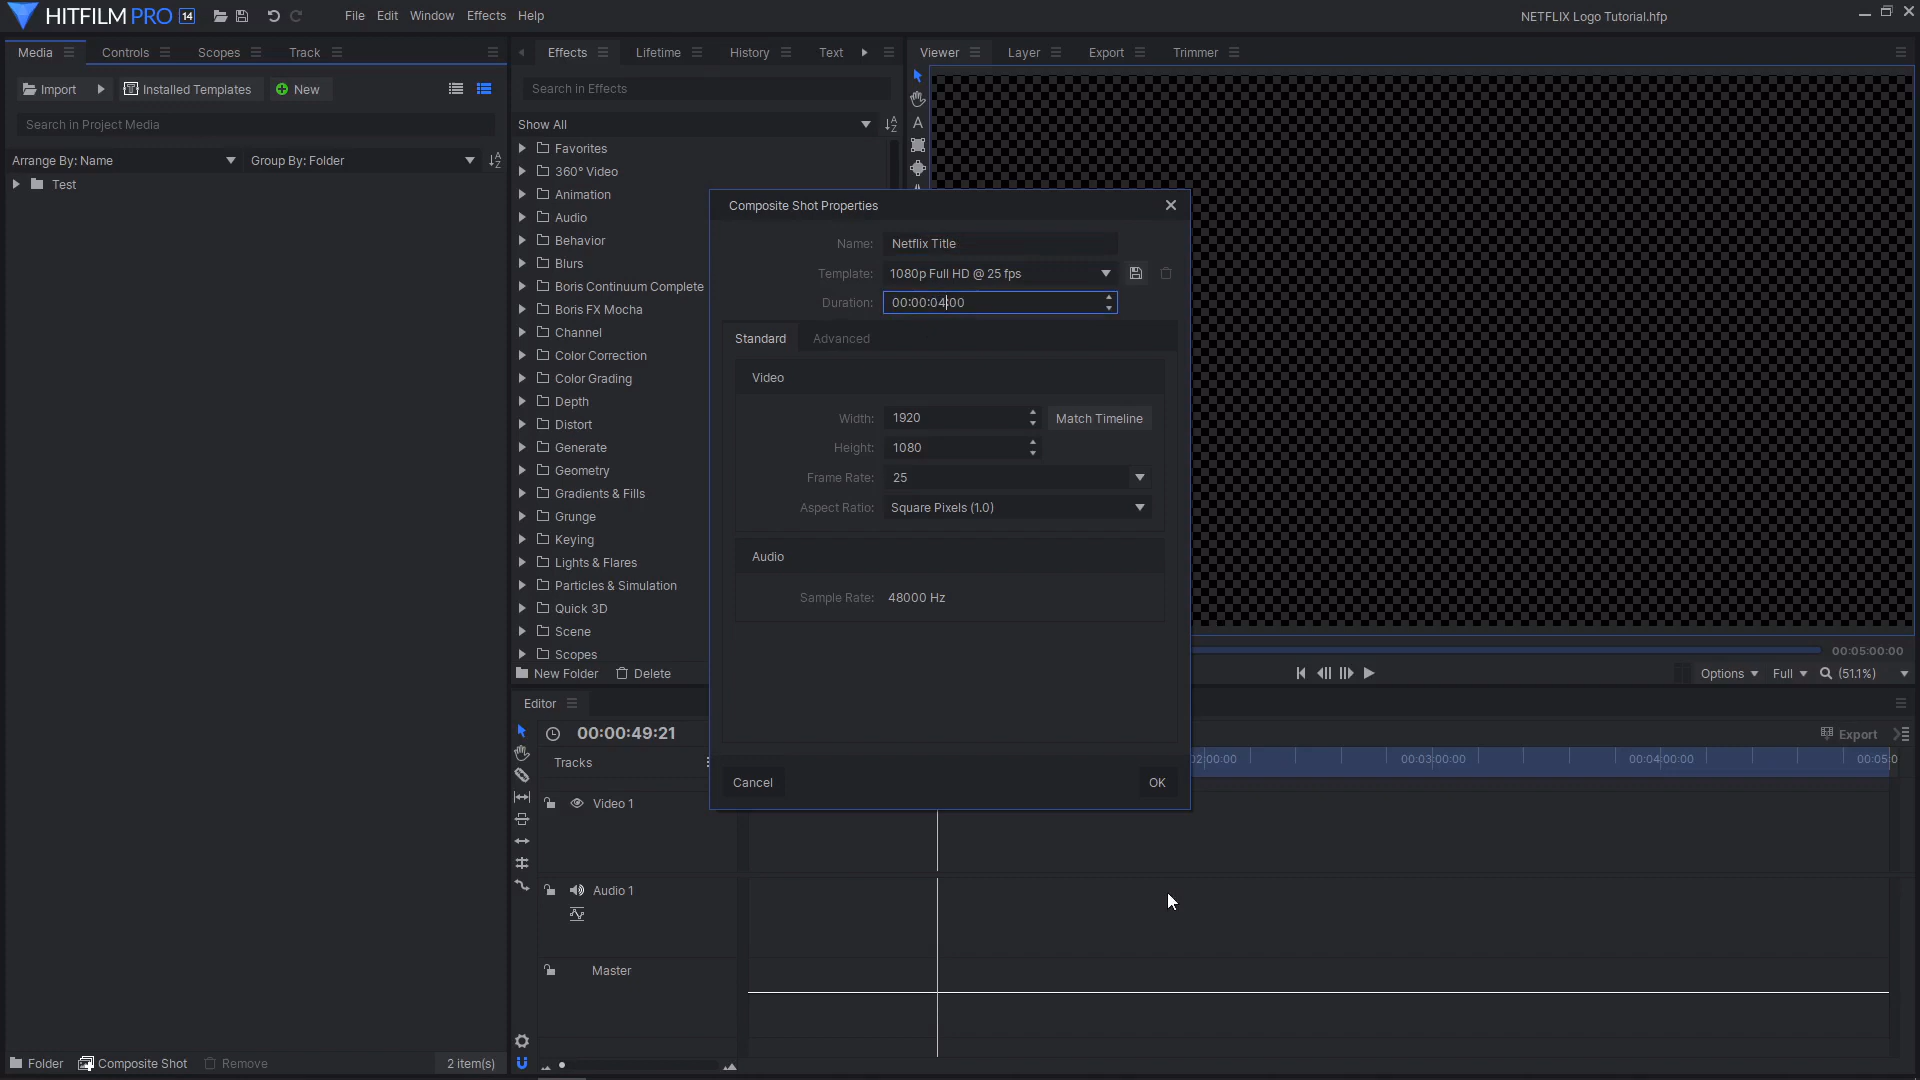 HITFILM PRO 14
File Edit Window Effects Help
NETFLIX Logo Tutorial.hfp
Media Controls Scopes Track
Effects Lifetime History Text
Viewer Layer Export Trimmer
Import Installed Templates New
Search in Effects
Search in Project Media
Show All
Arrange By: Name Group By: Folder
Test
Favorites
360° Video
Animation
Audio
Behavior
Blurs
Boris Continuum Complete
Boris FX Mocha
Channel
Color Correction
Color Grading
Depth
Distort
Generate
Geometry
Gradients & Fills
Grunge
Keying
Lights & Flares
Particles & Simulation
Quick 3D
Scene
Scopes
New Folder Delete
Composite Shot Properties
Name: Netflix Title
Template: 1080p Full HD @ 25 fps
Duration: 00:00:04:00
Standard Advanced
Video
Width: 1920 Match Timeline
Height: 1080
Frame Rate: 25
Aspect Ratio: Square Pixels (1.0)
Audio
Sample Rate: 48000 Hz
Cancel OK
00:05:00:00
Options Full (51.1%)
Editor
00:00:49:21
Export
Tracks
02:00:00 00:03:00:00 00:04:00:00 00:05:0
Video 1
Audio 1
Master
Folder Composite Shot Remove 2 item(s)